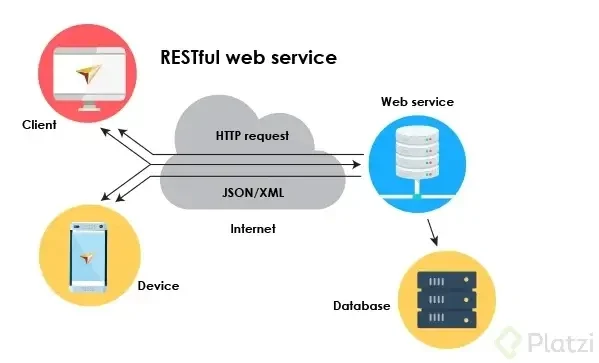 RESTful web service
Client
Web service
HTTP request
JSON/XML
Internet
Device
Database
Platzi